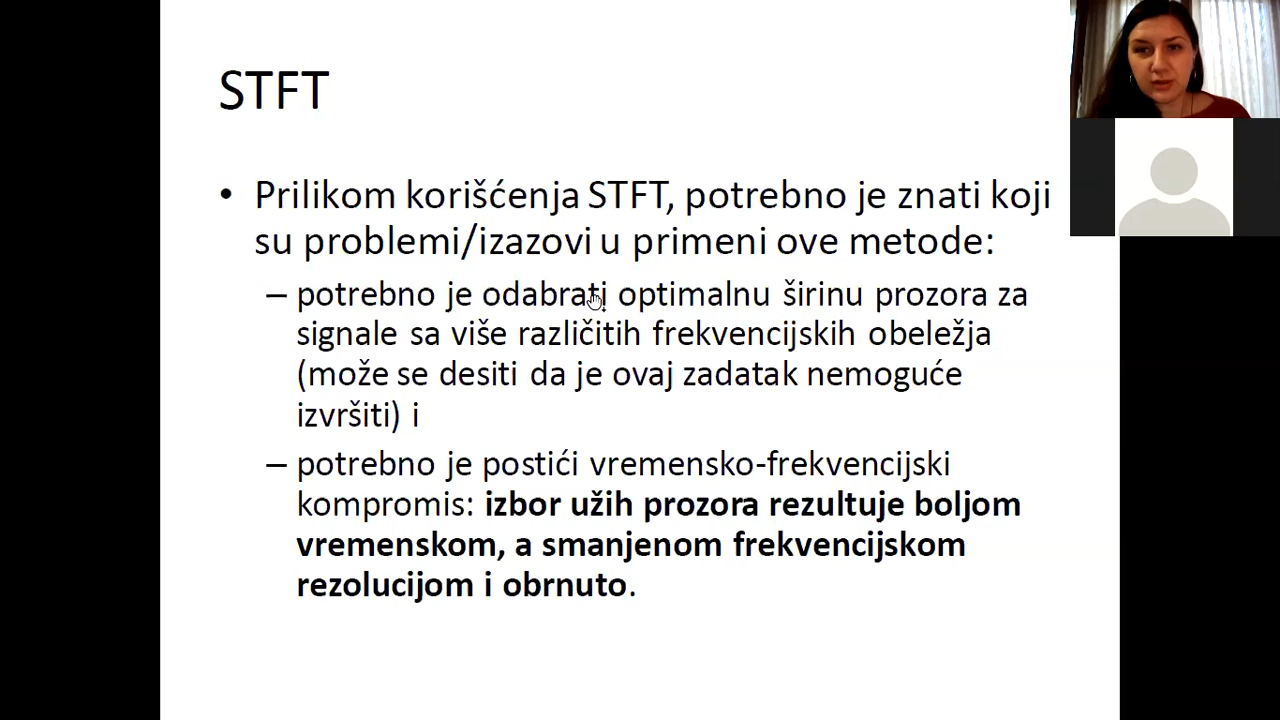 STFT
• Prilikom korišćenja STFT, potrebno je znati koji
su problemi/izazovi u primeni ove metode:
– potrebno je odabrati optimalnu širinu prozora za
signale sa više različitih frekvencijskih obeležja
(može se desiti da je ovaj zadatak nemoguće
izvršiti) i
– potrebno je postići vremensko-frekvencijski
kompromis: izbor užih prozora rezultuje boljom
vremenskom, a smanjenom frekvencijskom
rezolucijom i obrnuto.